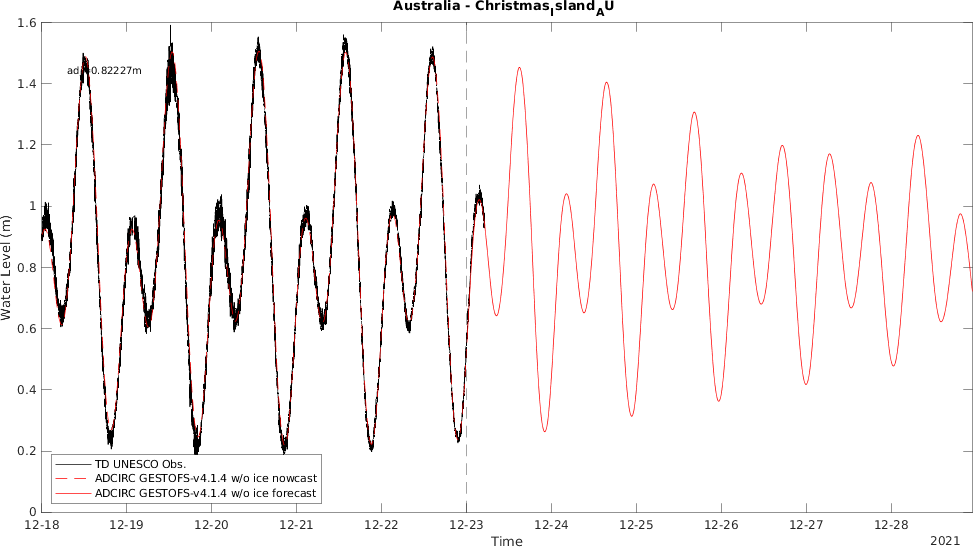 Australia - ChristmasIslandAU
1.6
1.4
1.2
1
0.8
0.6
0.4
0.2
0
Water Level (m)
0.82227m
TD UNESCO Obs.
ADCIRC GESTOFS-v4.1.4 w/o ice nowcast
ADCIRC GESTOFS-v4.1.4 w/o ice forecast
12-18 12-19 12-20 12-21 12-22 12-23 12-24 12-25 12-26 12-27 12-28
Time
2021